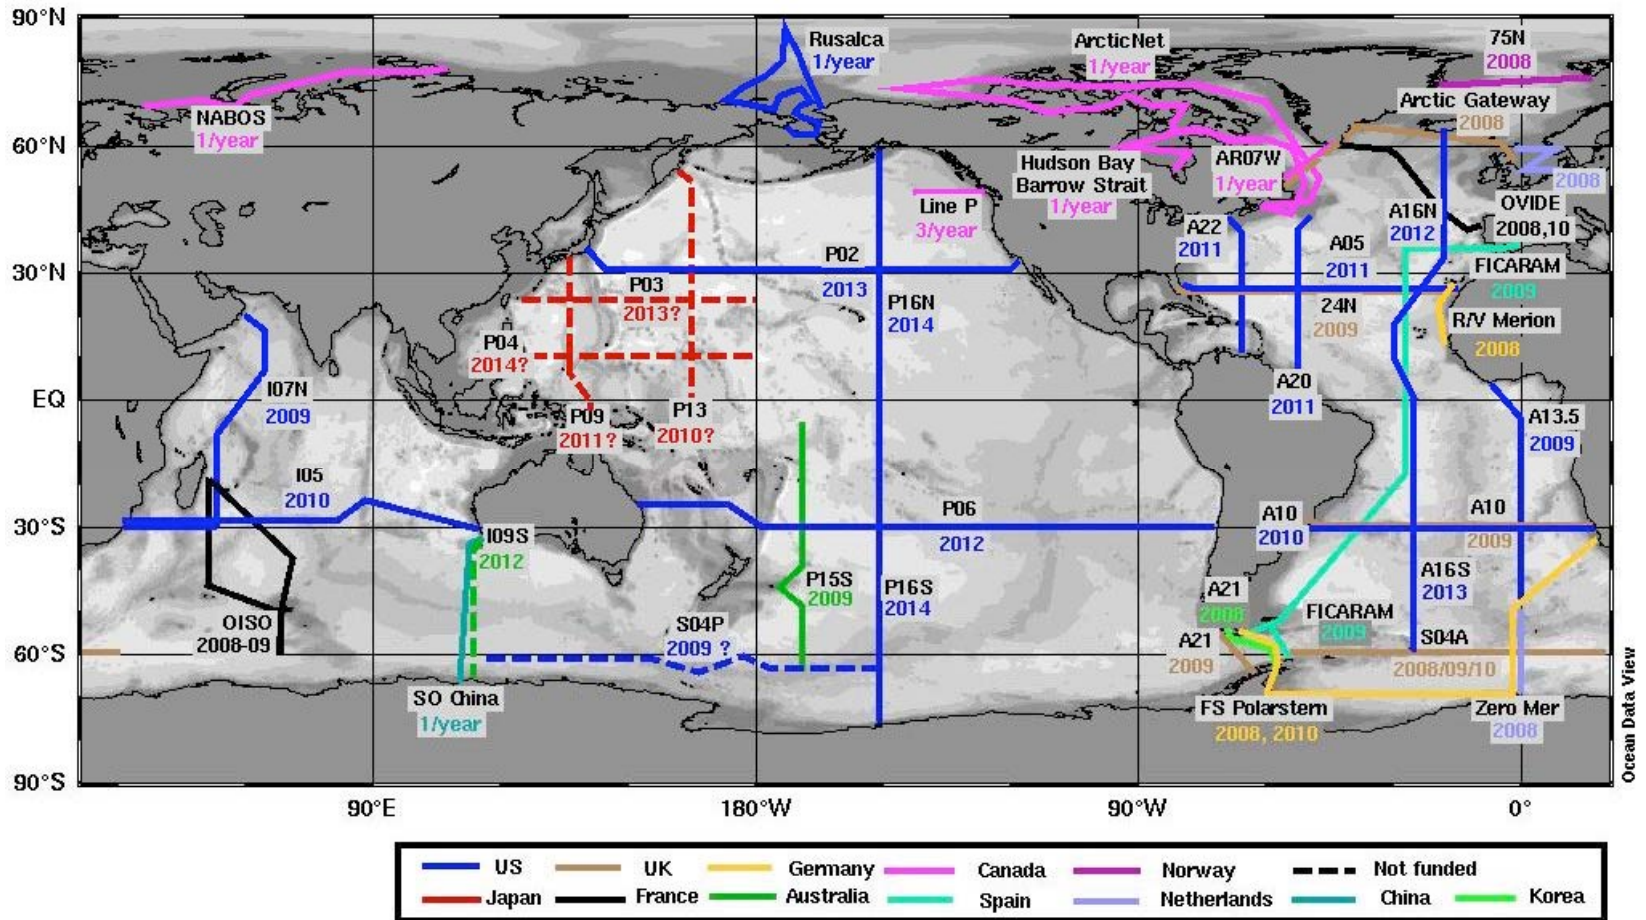 90°N
Rusalca
1/year
ArcticNet
1/year
75N
2008
NABOS
1/year
Arctic Gateway
2008
60°N
Hudson Bay
Barrow Strait
1/year
AR07W
1/year
2008
Line P
3/year
A22
2011
A16N
2012
OVIDE
2008,10
A05
2011
30°N
P02
2013
P03
2013?
P16N
2014
FICARAM
2009
24N
2009
R/V Merion
2008
P04
2014?
I07N
2009
EQ
P09
2011?
P13
2010?
A20
2011
A13.5
2009
I05
2010
P06
2012
A10
2010
A10
2009
30°S
I09S
2012
P15S
2009
P16S
2014
A21
2008
A16S
2013
FICARAM
2009
OISO
2008-09
S04P
2009 ?
A21
2009
S04A
2008/09/10
60°S
SO China
1/year
FS Polarstern
2008, 2010
Zero Mer
2008
Ocean Data View
90°S
90°E
180°W
90°W
0°
US
UK
Germany
Canada
Norway
Not funded
Japan
France
Australia
Spain
Netherlands
China
Korea